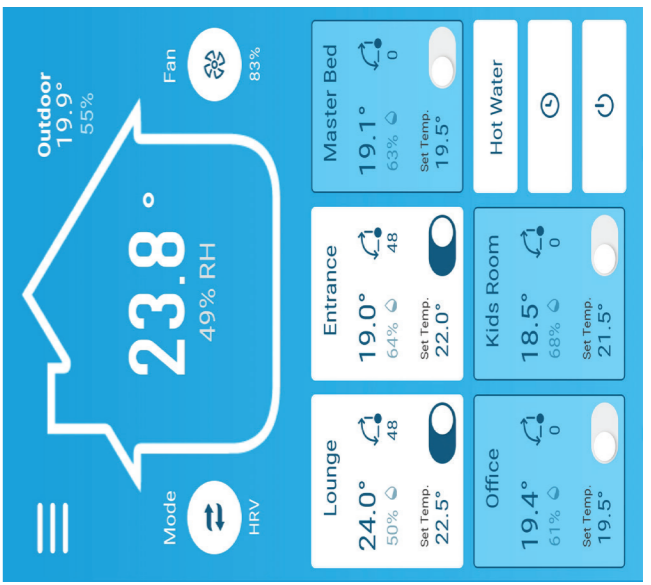 Outdoor
19.9°
55%
23.8°
49% RH
Mode
HRV
Fan
83%
Lounge
24.0°
50%
48
Set Temp.
22.5°
Entrance
19.0°
64%
48
Set Temp.
22.0°
Master Bed
19.1°
63%
0
Set Temp.
19.5°
Office
19.4°
61%
0
Set Temp.
19.5°
Kids Room
18.5°
68%
0
Set Temp.
21.5°
Hot Water